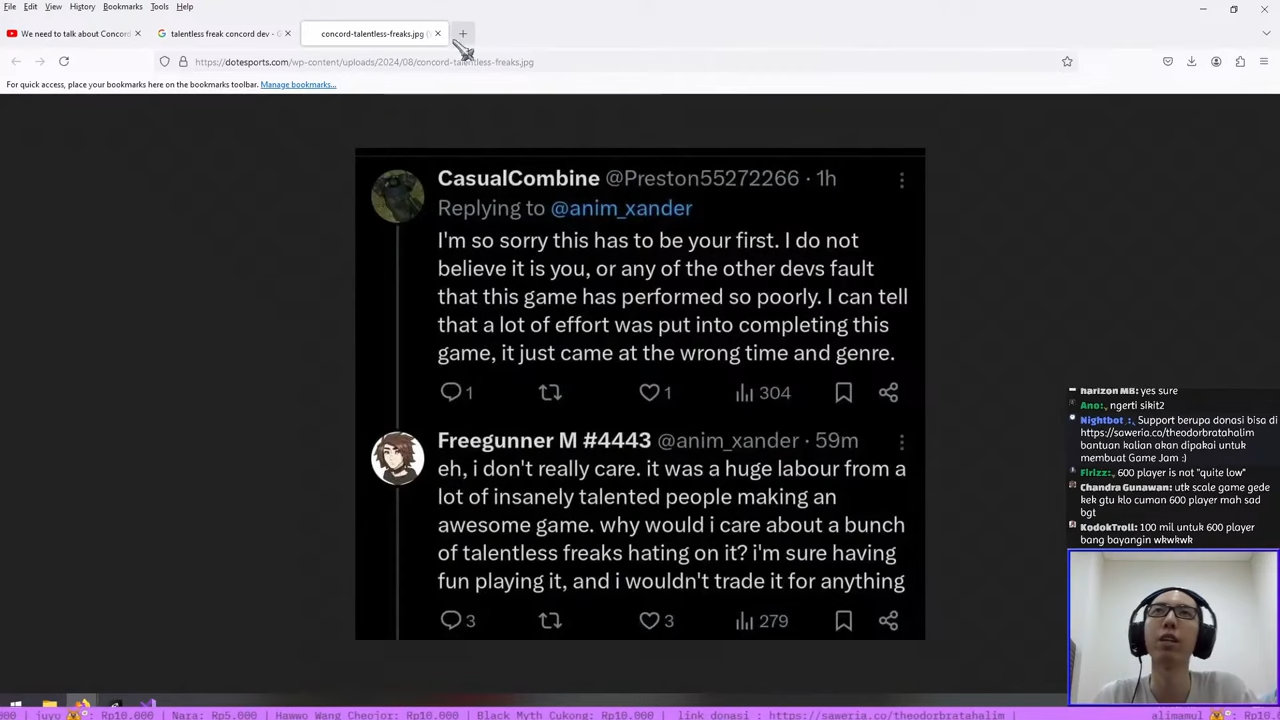 File Edit View History Bookmarks Tools Help
We need to talk about Concord
talentless freak concord dev - G
concord-talentless-freaks.jpg (
https://dotesports.com/wp-content/uploads/2024/08/concord-talentless-freaks.jpg
For quick access, place your bookmarks here on the bookmarks toolbar. Manage bookmarks...
CasualCombine @Preston55272266 · 1h
Replying to @anim_xander
I'm so sorry this has to be your first. I do not
believe it is you, or any of the other devs fault
that this game has performed so poorly. I can tell
that a lot of effort was put into completing this
game, it just came at the wrong time and genre.
1 1 304
Freegunner M #4443 @anim_xander · 59m
eh, i don't really care. it was a huge labour from a
lot of insanely talented people making an
awesome game. why would i care about a bunch
of talentless freaks hating on it? i'm sure having
fun playing it, and i wouldn't trade it for anything
3 3 279
harizon MB: yes sure
Ano: ngerti sikit2
Nightbot : Support berupa donasi bisa di
https://saweria.co/theodorbratahalim
bantuan kalian akan dipakai untuk
membuat Game Jam :)
Firizz: 600 player is not "quite low"
Chandra Gunawan: utk scale game gede
kek gtu klo cuman 600 player mah sad
bgt
KodokTroll: 100 mil untuk 600 player
bang bayangin wkwkwk
000 | juyo : Rp10.000 | Nara: Rp5.000 | Hawwo Wang Cheojor: Rp10.000 | Black Myth Cukong: Rp10.000 | link donasi : https://saweria.co/theodorbratahalim | alimamul : Rp10.